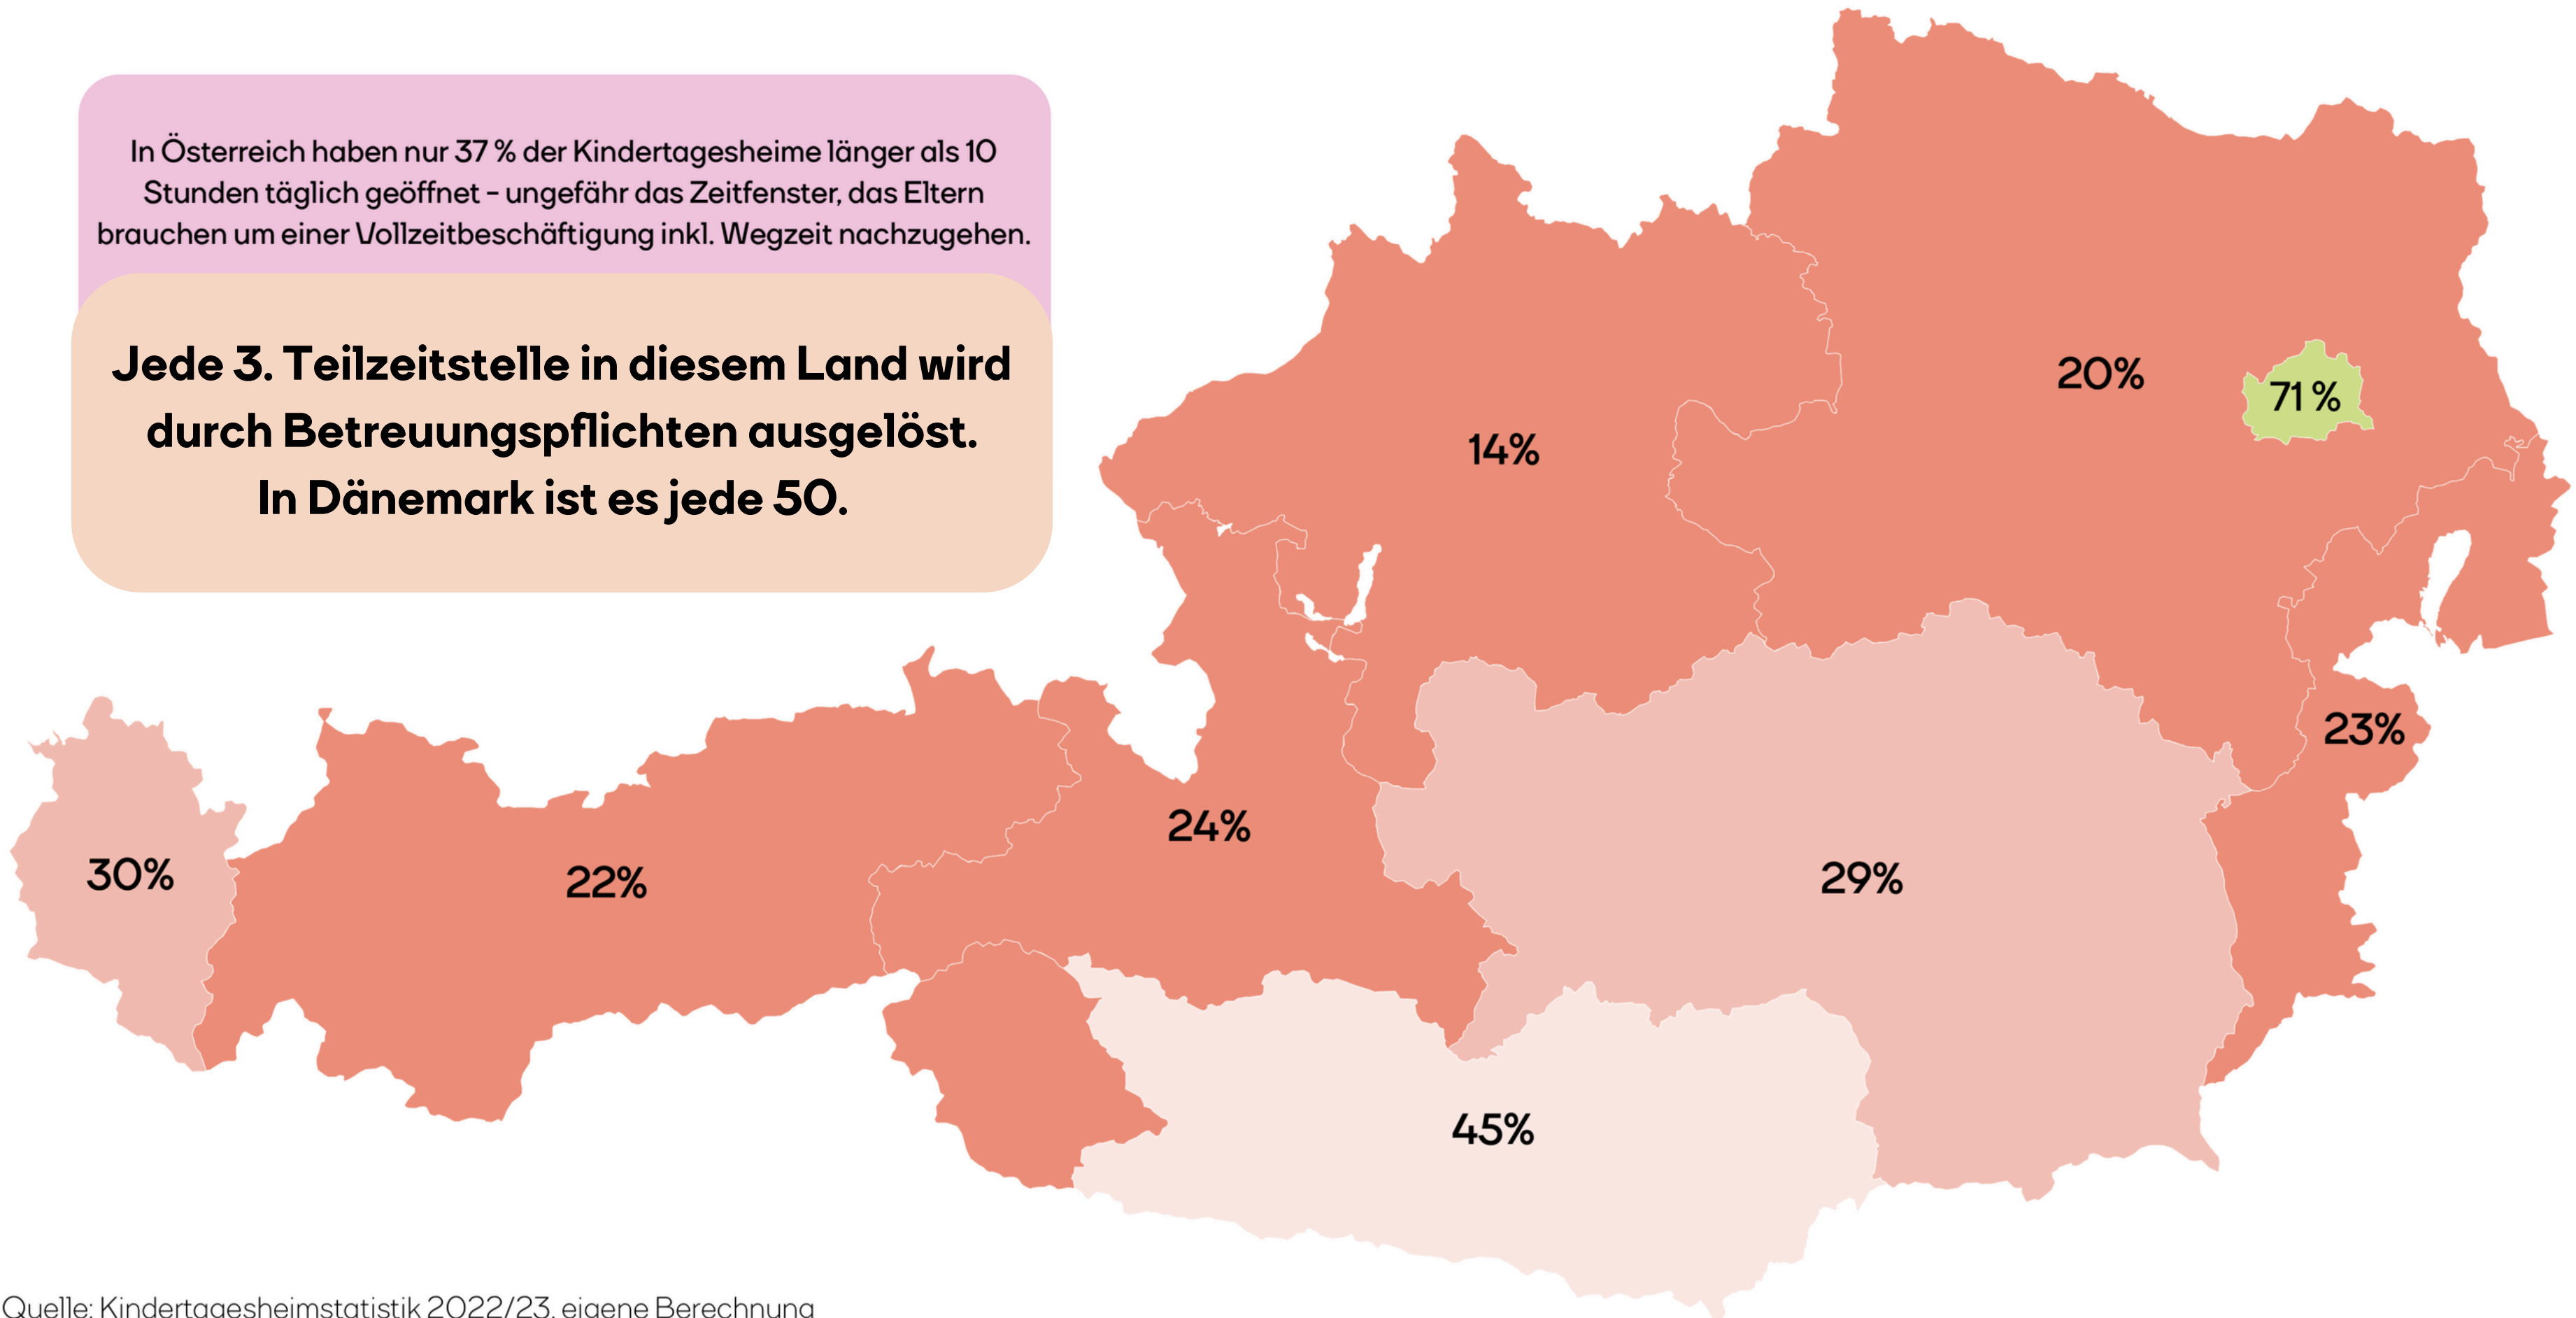 In Österreich haben nur 37 % der Kindertagesheime länger als 10
Stunden täglich geöffnet – ungefähr das Zeitfenster, das Eltern
brauchen um einer Vollzeitbeschäftigung inkl. Wegzeit nachzugehen.
Jede 3. Teilzeitstelle in diesem Land wird
durch Betreuungspflichten ausgelöst.
In Dänemark ist es jede 50.
20%
71 %
14%
23%
24%
30%
22%
29%
45%
Quelle: Kindertagesheimstatistik 2022/23, eigene Berechnung